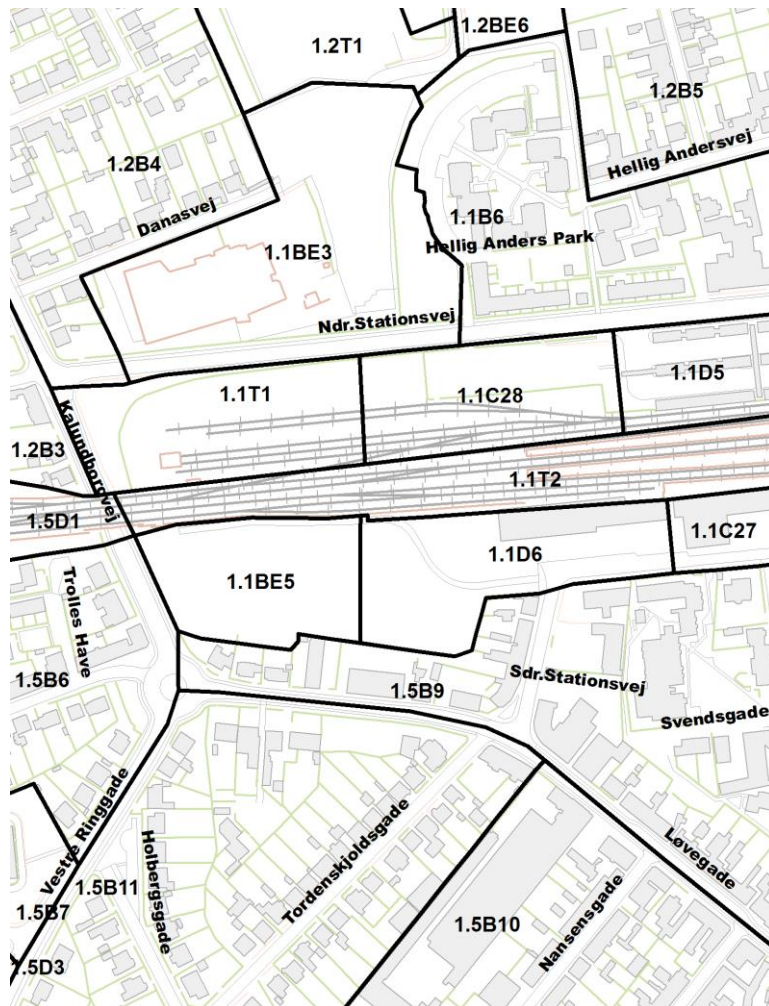 1.2BE6
1.2T1
1.2B5
Hellig Andersvej
1.2B4
1.1B6
Danasvej
Hellig Anders Park
1.1BE3
Ndr.Stationsvej
1.1D5
1.1T1
1.1C28
1.2B3
Kalundborvej
1.1T2
1.5D1
1.1C27
1.1D6
1.1BE5
Trolles Have
1.5B6
Sdr.Stationsvej
1.5B9
Svendsgade
Vestre Ringgade
Holbergsgade
Tordenskjoldsgade
Løvegade
1.5B11
1.5B7
1.5B10
Nansensgade
1.5D3